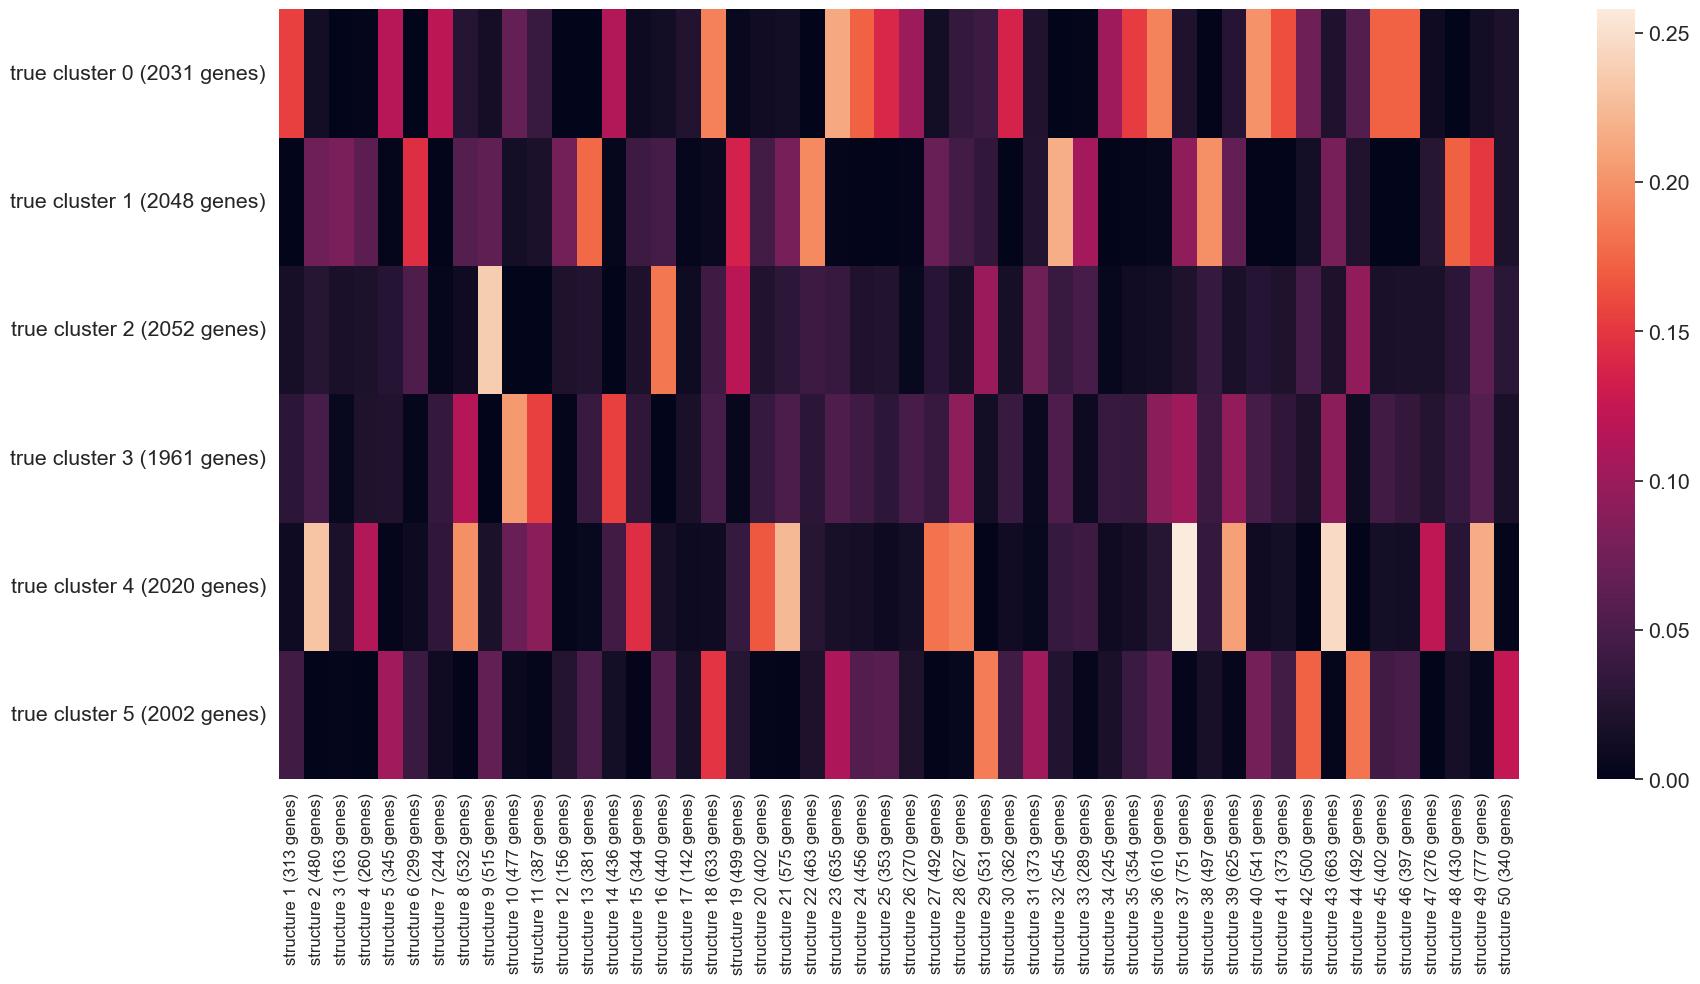 true cluster 0 (2031 genes)
true cluster 1 (2048 genes)
true cluster 2 (2052 genes)
true cluster 3 (1961 genes)
true cluster 4 (2020 genes)
true cluster 5 (2002 genes)
structure 1 (313 genes)
structure 2 (480 genes)
structure 3 (163 genes)
structure 4 (260 genes)
structure 5 (345 genes)
structure 6 (299 genes)
structure 7 (244 genes)
structure 8 (532 genes)
structure 9 (515 genes)
structure 10 (477 genes)
structure 11 (387 genes)
structure 12 (156 genes)
structure 13 (381 genes)
structure 14 (436 genes)
structure 15 (344 genes)
structure 16 (440 genes)
structure 17 (142 genes)
structure 18 (633 genes)
structure 19 (499 genes)
structure 20 (402 genes)
structure 21 (575 genes)
structure 22 (463 genes)
structure 23 (635 genes)
structure 24 (456 genes)
structure 25 (353 genes)
structure 26 (270 genes)
structure 27 (492 genes)
structure 28 (627 genes)
structure 29 (531 genes)
structure 30 (362 genes)
structure 31 (373 genes)
structure 32 (545 genes)
structure 33 (289 genes)
structure 34 (245 genes)
structure 35 (354 genes)
structure 36 (610 genes)
structure 37 (751 genes)
structure 38 (497 genes)
structure 39 (625 genes)
structure 40 (541 genes)
structure 41 (373 genes)
structure 42 (500 genes)
structure 43 (663 genes)
structure 44 (492 genes)
structure 45 (402 genes)
structure 46 (397 genes)
structure 47 (276 genes)
structure 48 (430 genes)
structure 49 (777 genes)
structure 50 (340 genes)
0.25
0.20
0.15
0.10
0.05
0.00